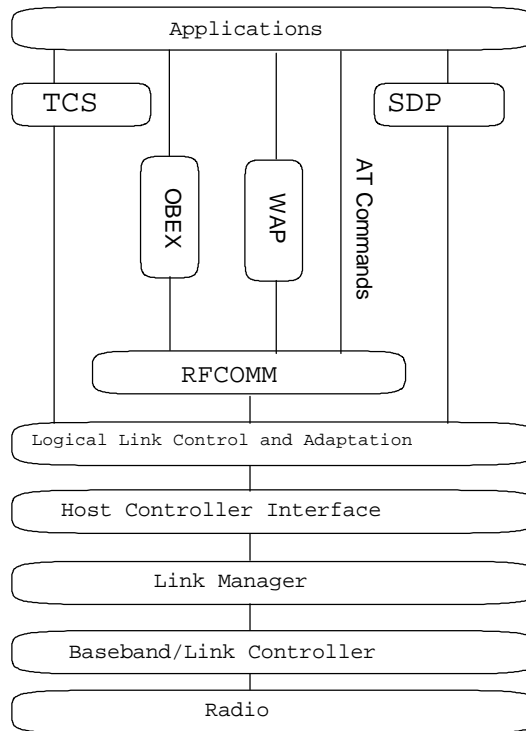 Applications
TCS
SDP
OBEX
WAP
AT Commands
RFCOMM
Logical Link Control and Adaptation
Host Controller Interface
Link Manager
Baseband/Link Controller
Radio